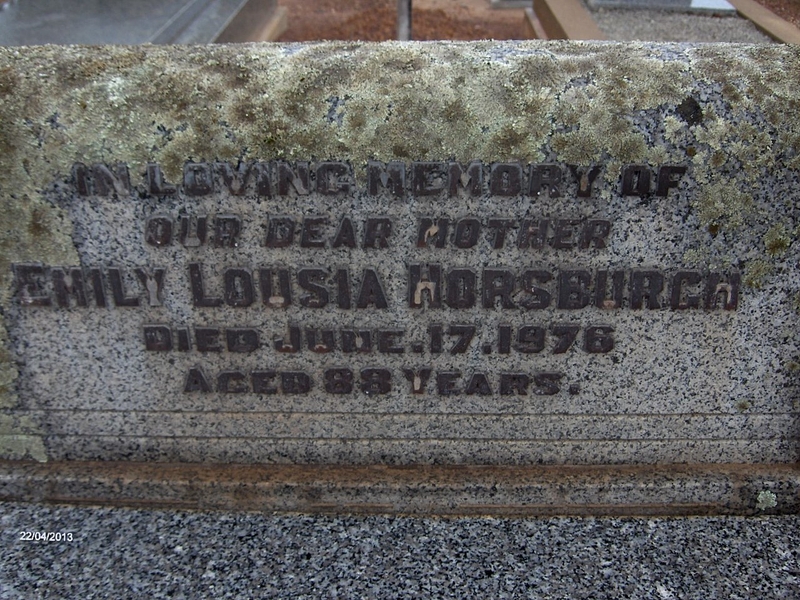 IN LOVING MEMORY OF
OUR DEAR MOTHER
EMILY LOUSIA HORSBURGH
DIED JUNE.17.1976
AGED 88 YEARS.
22/04/2013